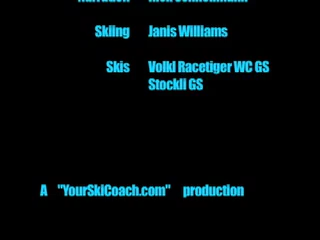 Skiing Janis Williams
Skis Volkl Racetiger WC GS
Stockli GS
A "YourSkiCoach.com" production